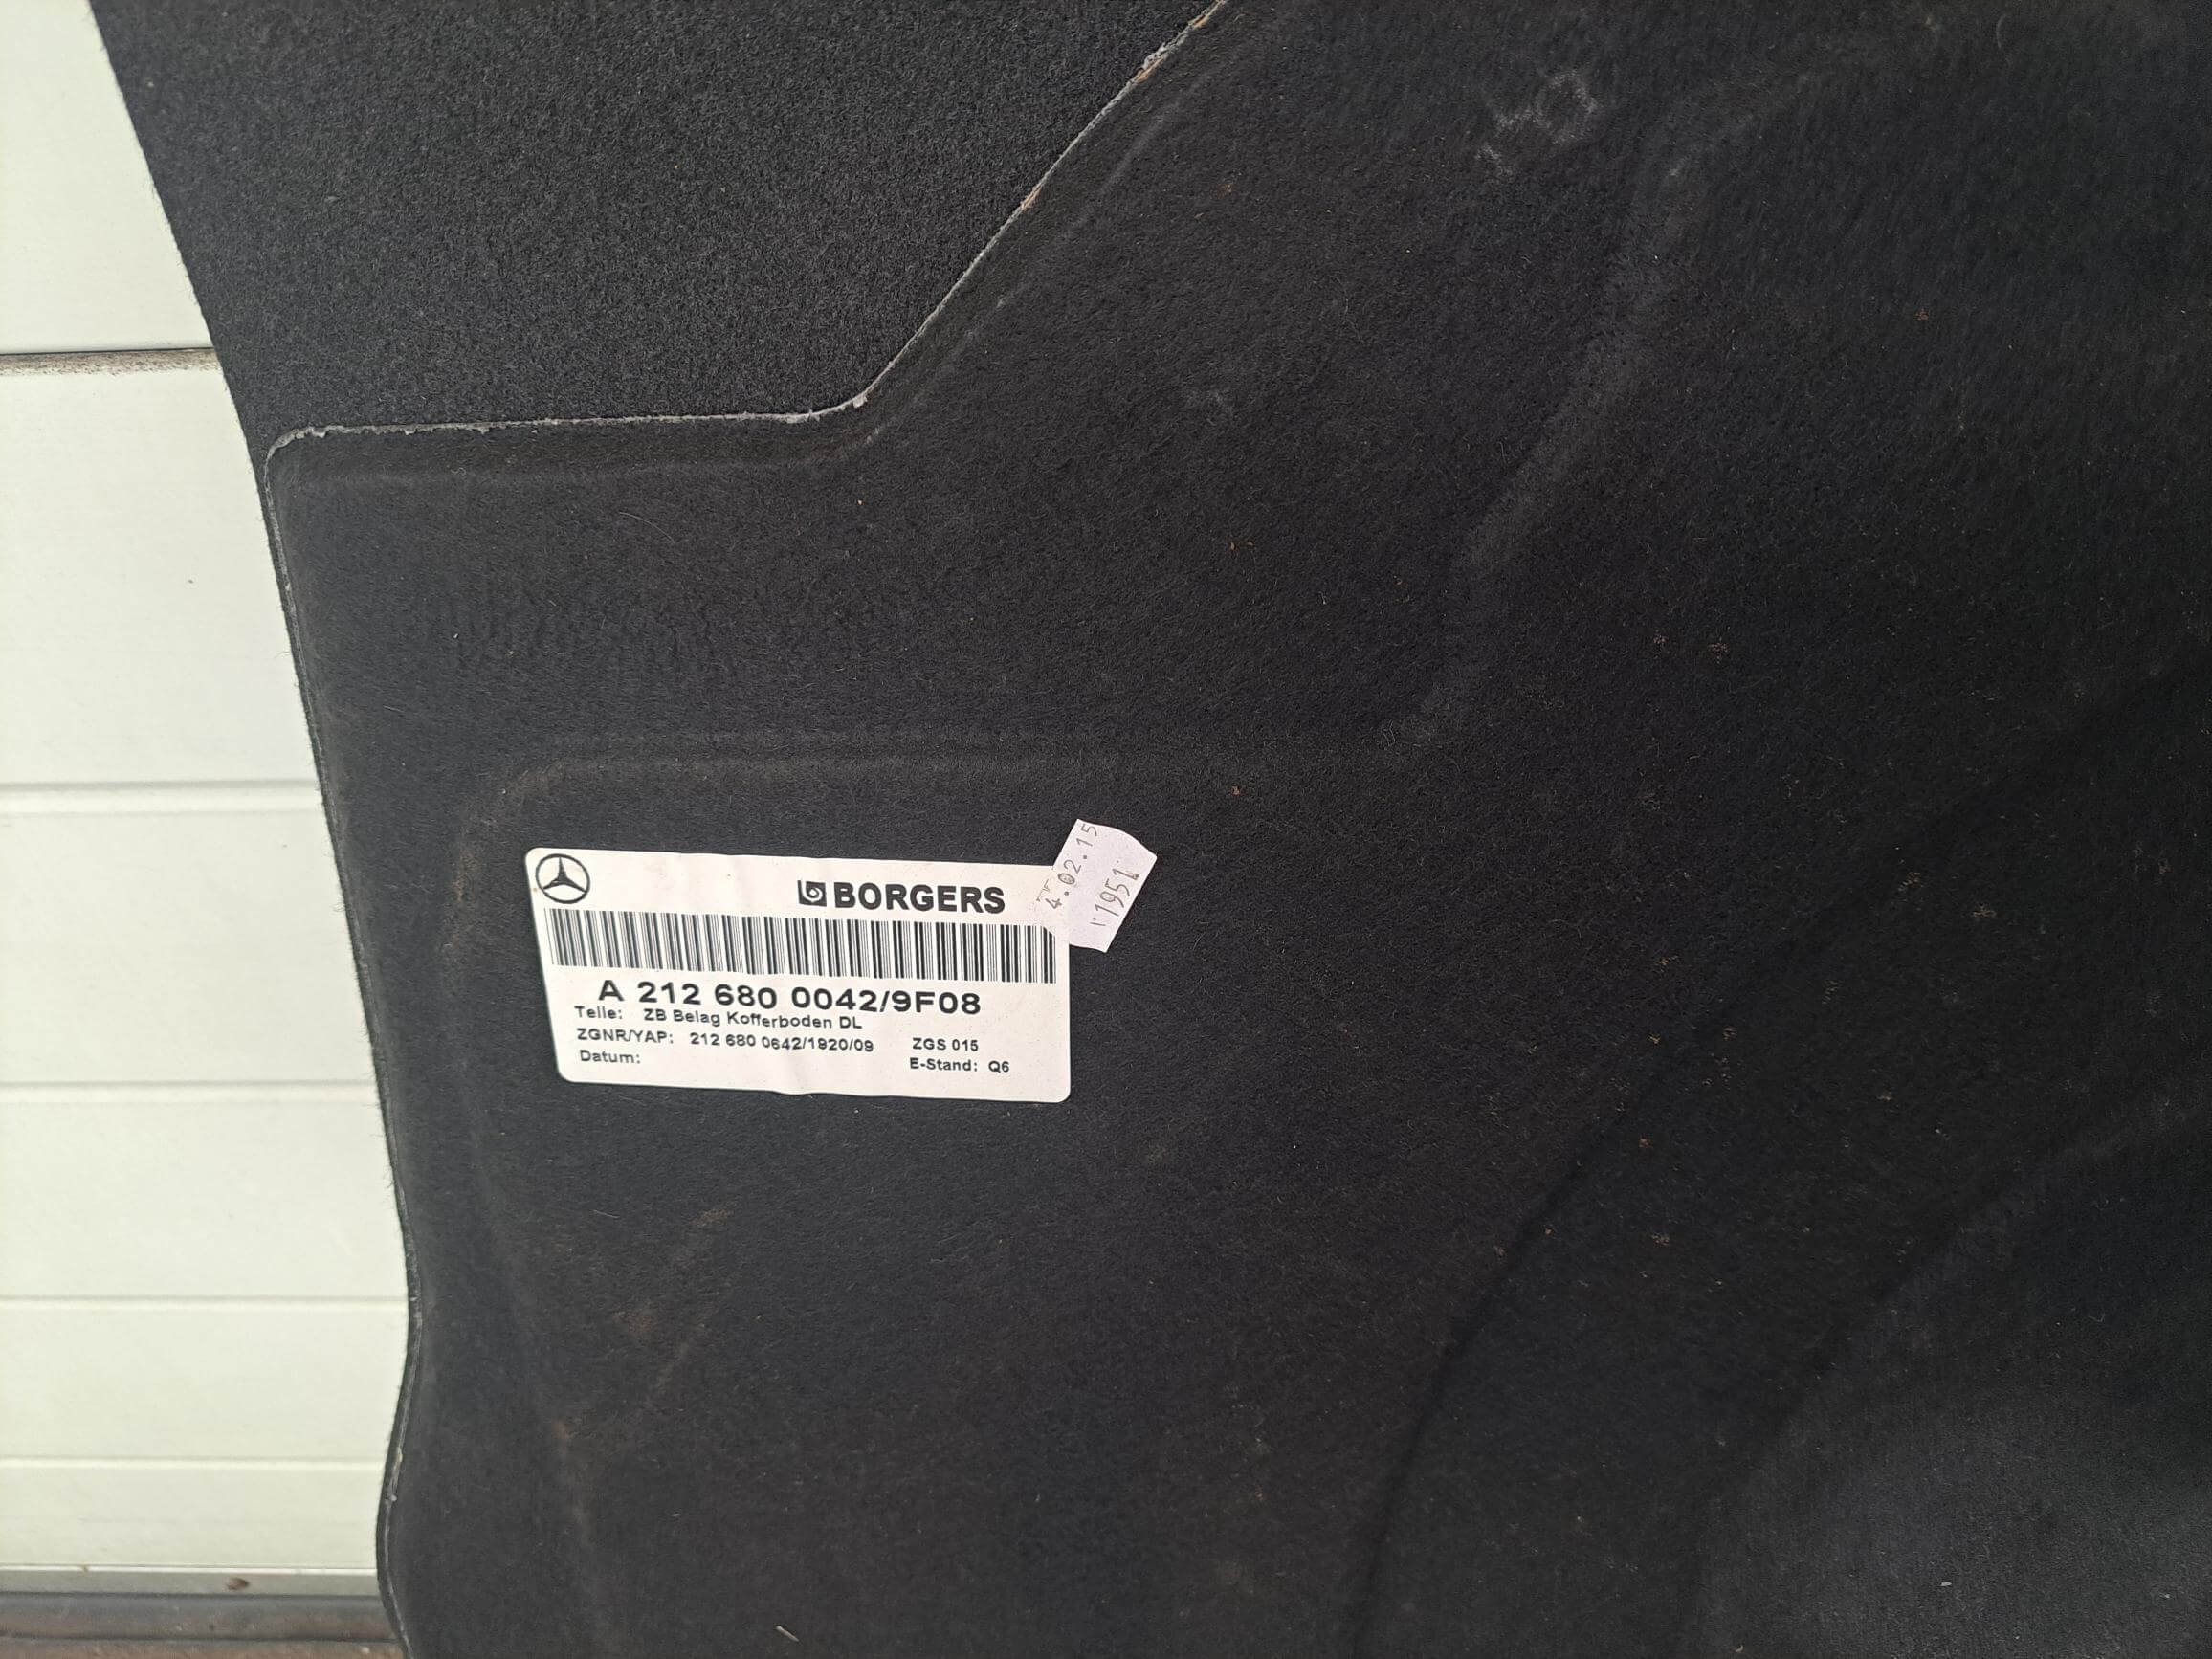 BORGERS
A 212 680 0042/9F08
Teile: ZB Belag Kofferboden DL
ZGNR/YAP: 212 680 0642/1920/09 ZGS 015
Datum: E-Stand: Q6
4.02.15
11951